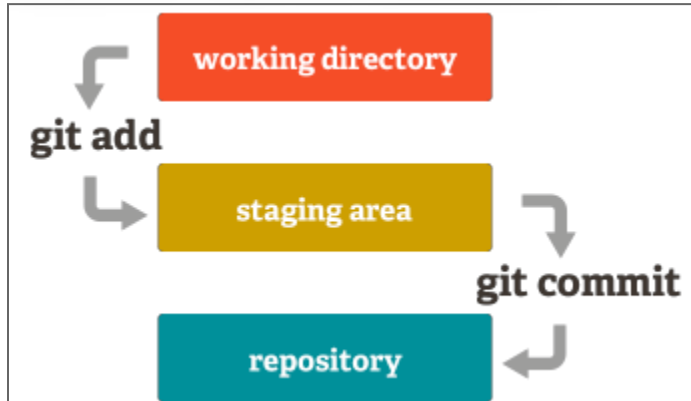 working directory
git add
staging area
git commit
repository